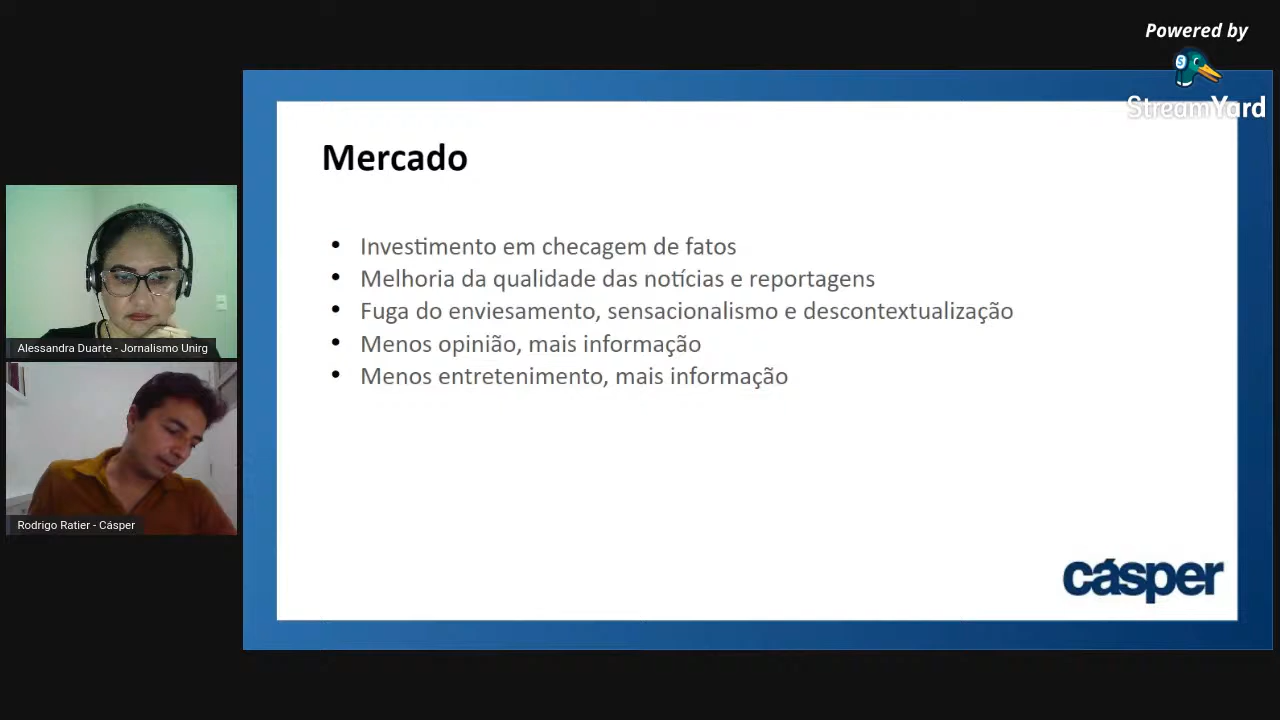 Powered by
StreamYard
Mercado
• Investimento em checagem de fatos
• Melhoria da qualidade das notícias e reportagens
• Fuga do enviesamento, sensacionalismo e descontextualização
• Menos opinião, mais informação
• Menos entretenimento, mais informação
Alessandra Duarte - Jornalismo Unirg
Rodrigo Ratier - Cásper
cásper